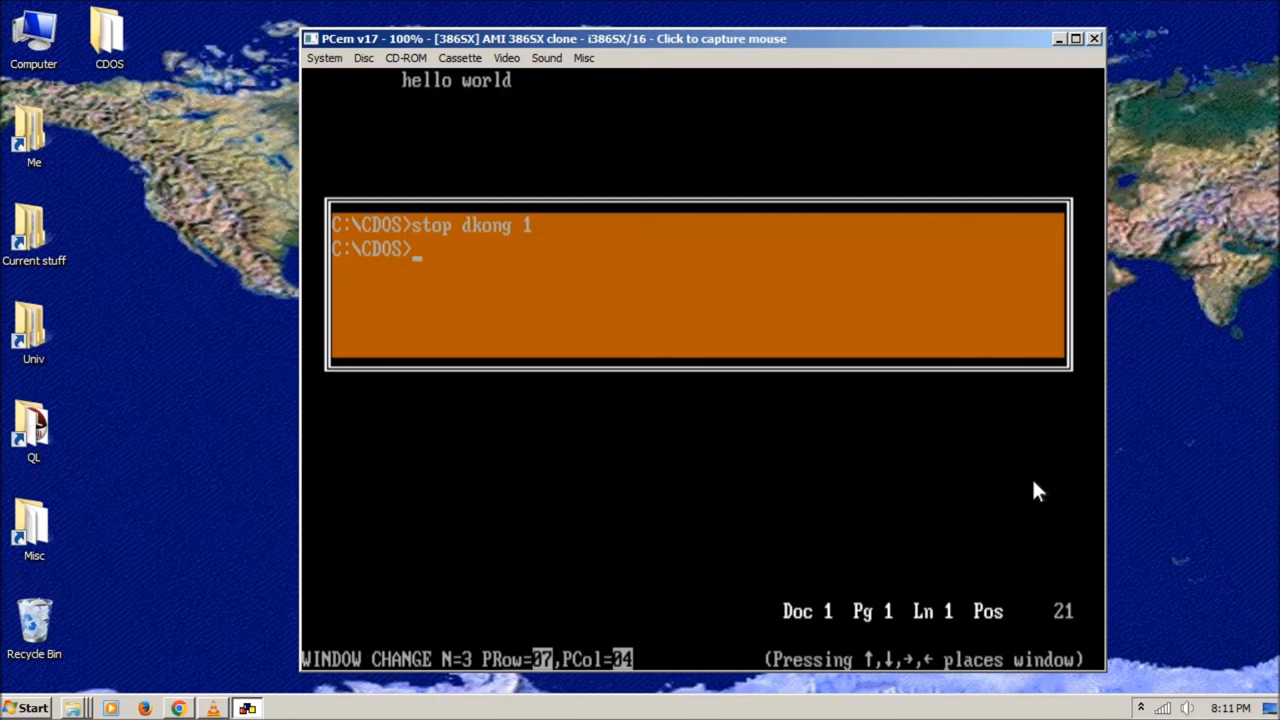 Computer
CDOS
Me
Current stuff
Univ
QL
Misc
Recycle Bin
PCem v17 - 100% - [386SX] AMI 386SX clone - i386SX/16 - Click to capture mouse
System Disc CD-ROM Cassette Video Sound Misc
hello world
C:\CDOS>stop dkong 1
C:\CDOS>_
Doc 1 Pg 1 Ln 1 Pos 21
WINDOW CHANGE N=3 PRow=07,PCol=04 (Pressing ↑,↓,→,← places window)
Start
8:11 PM